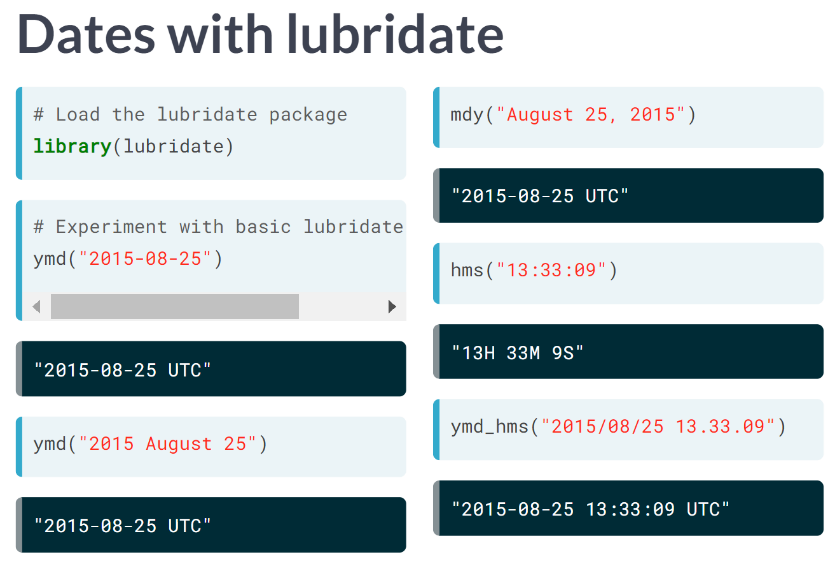 Dates with lubridate
# Load the lubridate package
library(lubridate)
# Experiment with basic lubridate
ymd("2015-08-25")
"2015-08-25 UTC"
ymd("2015 August 25")
"2015-08-25 UTC"
mdy("August 25, 2015")
"2015-08-25 UTC"
hms("13:33:09")
"13H 33M 9S"
ymd_hms("2015/08/25 13.33.09")
"2015-08-25 13:33:09 UTC"